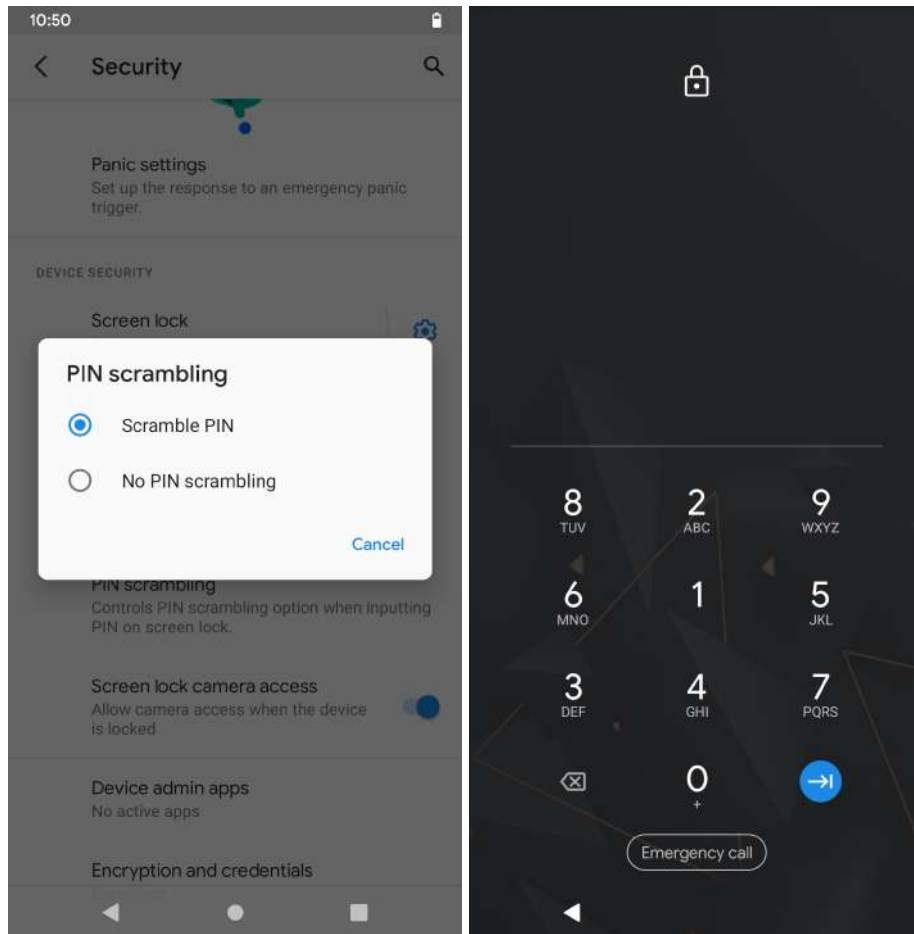 10:50
Security
Panic settings
Set up the response to an emergency panic
trigger.
DEVICE SECURITY
Screen lock
PIN scrambling
Scramble PIN
No PIN scrambling
Cancel
PIN scrambling
Controls PIN scrambling option when inputting
PIN on screen lock.
Screen lock camera access
Allow camera access when the device
is locked
Device admin apps
No active apps
Encryption and credentials
8 2 9
TUV ABC WXYZ
6 1 5
MNO JKL
3 4 7
DEF GHI PQRS
0
+
Emergency call